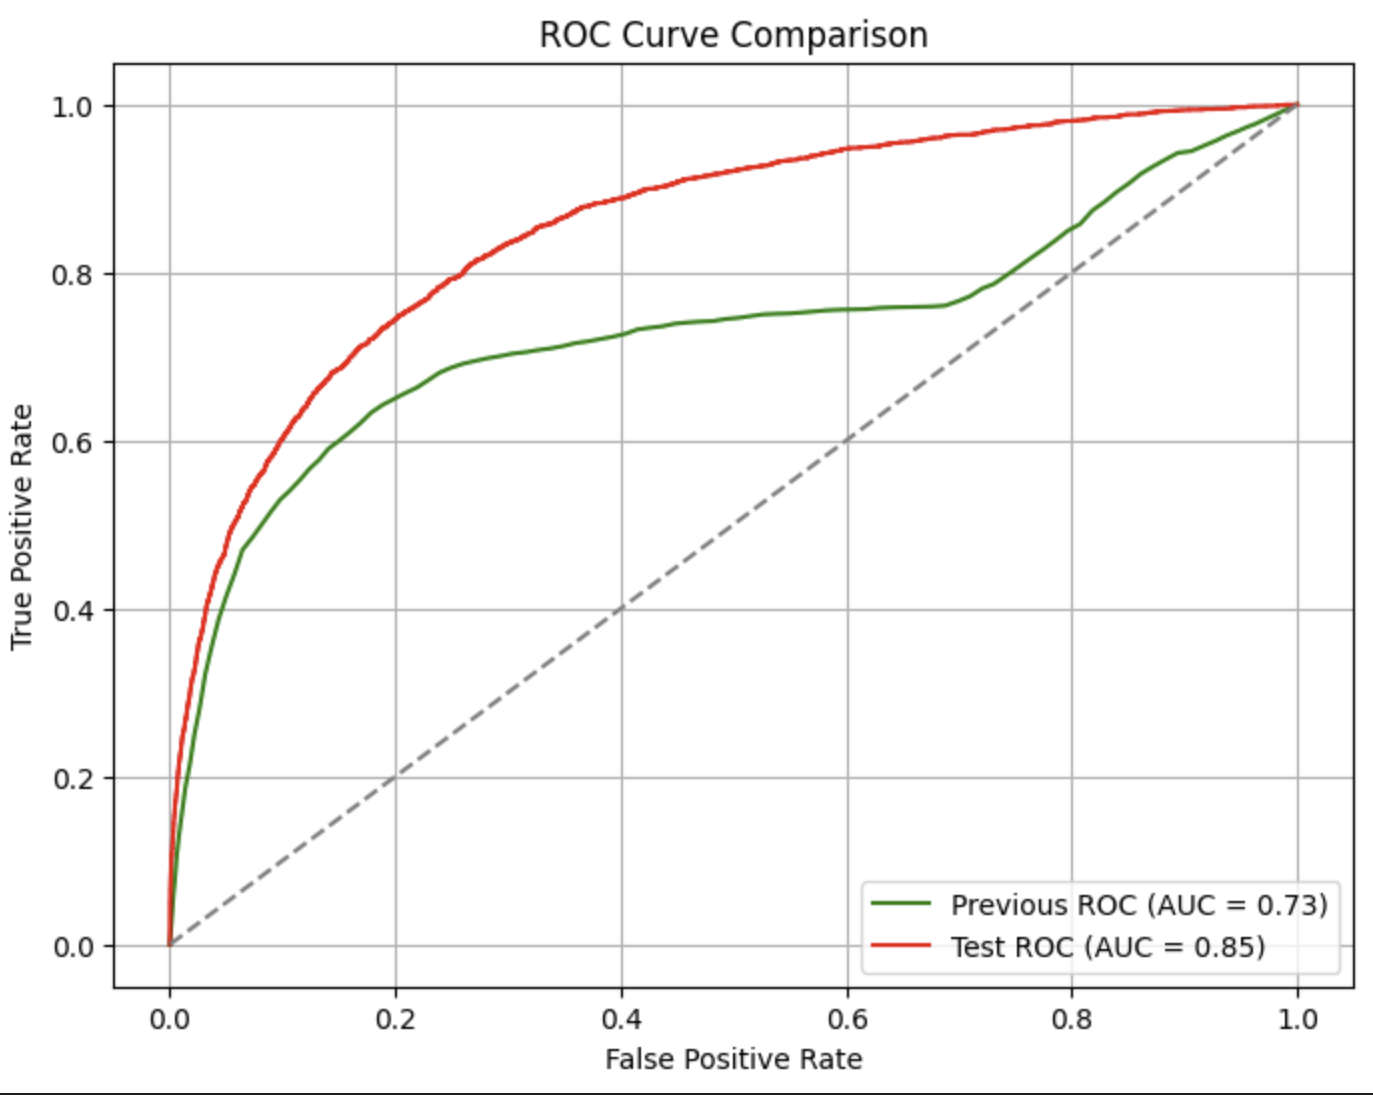 ROC Curve Comparison
True Positive Rate
1.0
0.8
0.6
0.4
0.2
0.0
Previous ROC (AUC = 0.73)
Test ROC (AUC = 0.85)
0.0 0.2 0.4 0.6 0.8 1.0
False Positive Rate